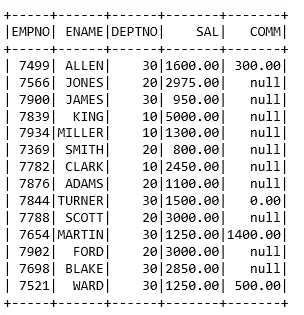 +-----+------+------+-------+-------+
|EMPNO| ENAME|DEPTNO|    SAL|   COMM|
+-----+------+------+-------+-------+
| 7499| ALLEN|    30|1600.00| 300.00|
| 7566| JONES|    20|2975.00|   null|
| 7900| JAMES|    30| 950.00|   null|
| 7839|  KING|    10|5000.00|   null|
| 7934|MILLER|    10|1300.00|   null|
| 7369| SMITH|    20| 800.00|   null|
| 7782| CLARK|    10|2450.00|   null|
| 7876| ADAMS|    20|1100.00|   null|
| 7844|TURNER|    30|1500.00|   0.00|
| 7788| SCOTT|    20|3000.00|   null|
| 7654|MARTIN|    30|1250.00|1400.00|
| 7902|  FORD|    20|3000.00|   null|
| 7698| BLAKE|    30|2850.00|   null|
| 7521|  WARD|    30|1250.00| 500.00|
+-----+------+------+-------+-------+